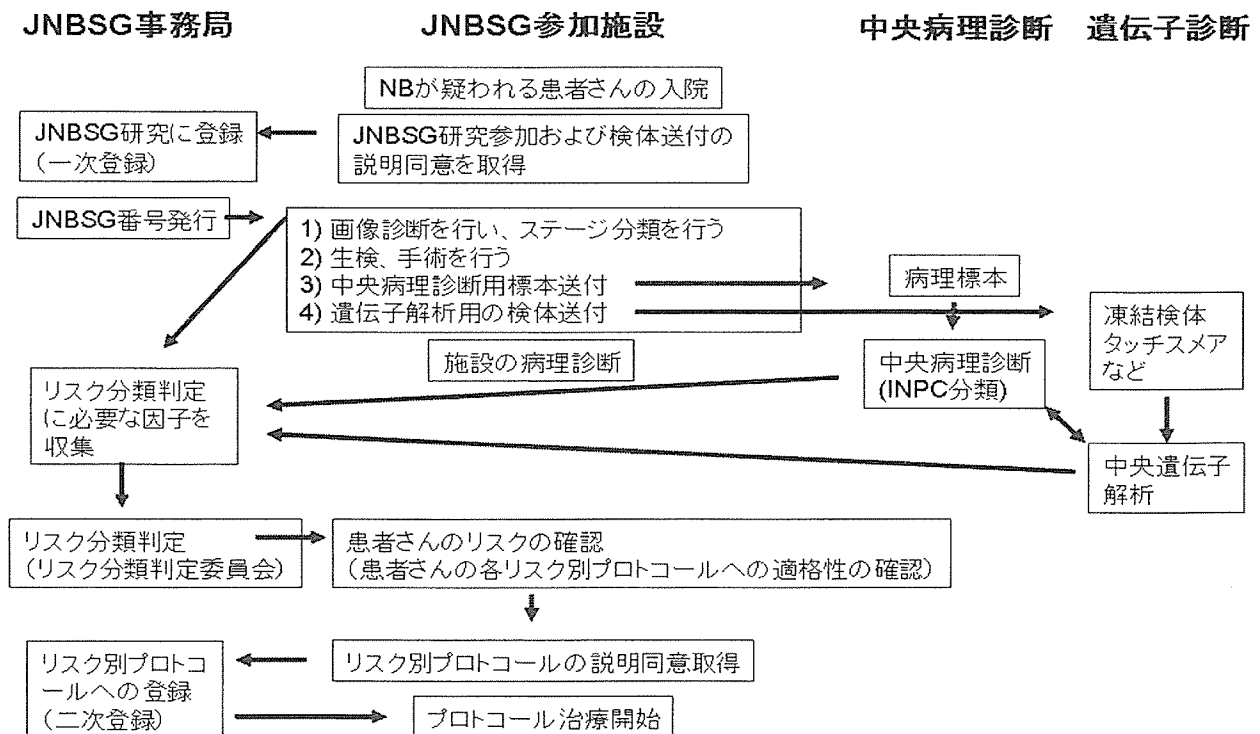 JNBSG事務局
JNBSG参加施設
中央病理診断
遺伝子診断
NBが疑われる患者さんの入院
JNBSG研究に登録
(一次登録)
JNBSG研究参加および検体送付の
説明同意を取得
JNBSG番号発行
1) 画像診断を行い、ステージ分類を行う
2) 生検、手術を行う
3) 中央病理診断用標本送付
4) 遺伝子解析用の検体送付
病理標本
凍結検体
タッチスメア
など
施設の病理診断
中央病理診断
(INPC分類)
リスク分類判定
に必要な因子を
収集
中央遺伝子
解析
リスク分類判定
(リスク分類判定委員会)
患者さんのリスクの確認
(患者さんの各リスク別プロトコールへの適格性の確認)
リスク別プロトコールの説明同意取得
リスク別プロトコ
ールへの登録
(二次登録)
プロトコール治療開始